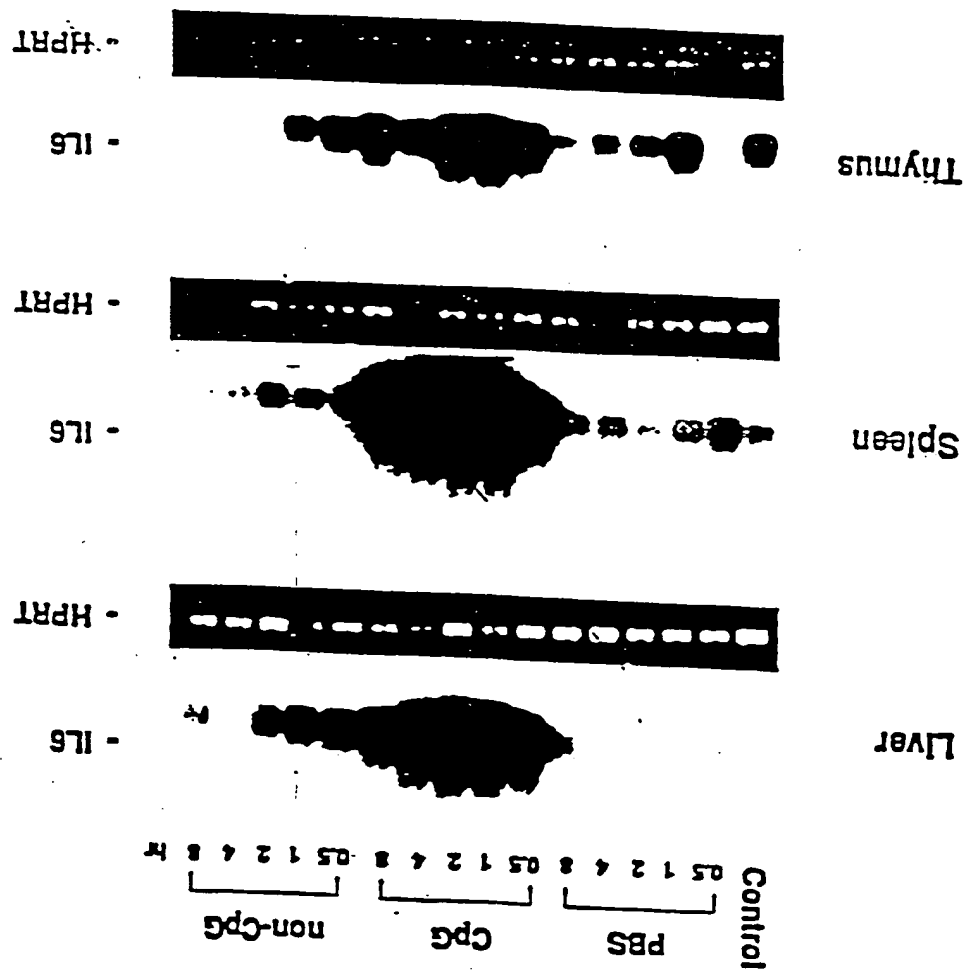 Control PBS CpG non-CpG
0.5 1 2 4 8 0.5 1 2 4 8 0.5 1 2 4 8 hr
Liver - IL6
- HPRT
Spleen - IL6
- HPRT
Thymus - IL6
- HPRT